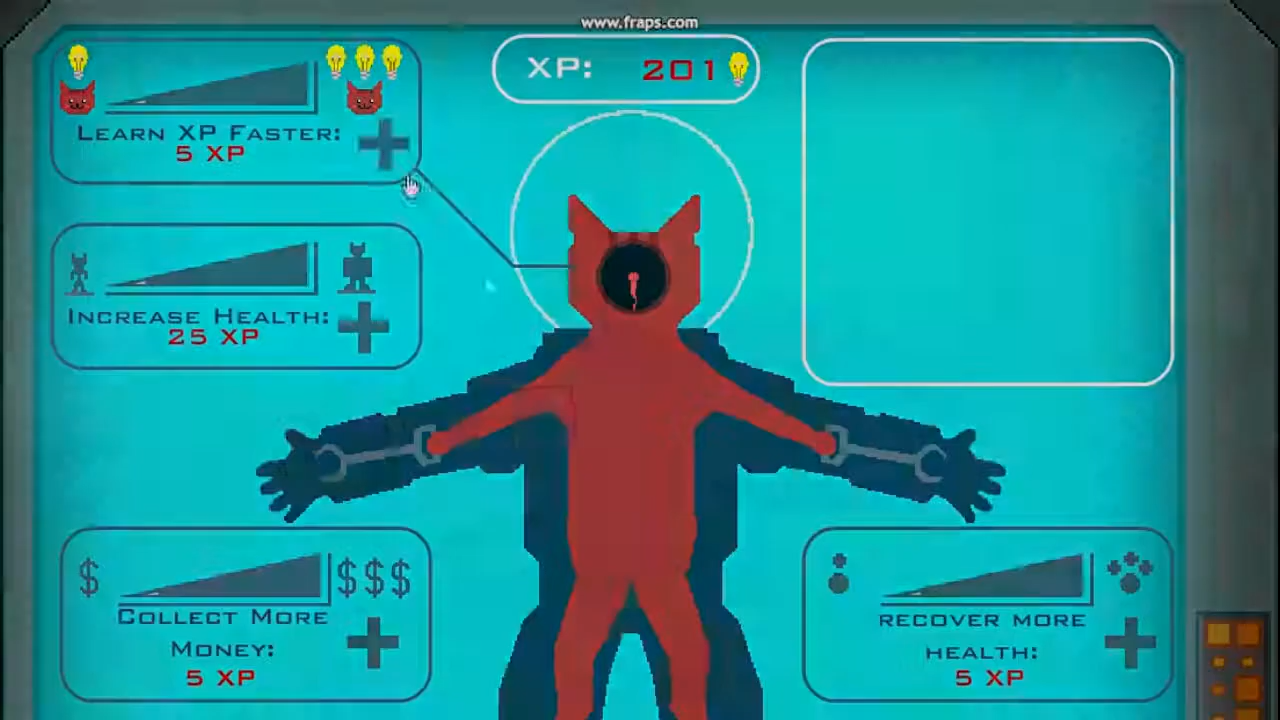 www.fraps.com
XP: 201
LEARN XP FASTER:
5 XP
INCREASE HEALTH:
25 XP
$
$$$
COLLECT MORE
MONEY:
5 XP
RECOVER MORE
HEALTH:
5 XP